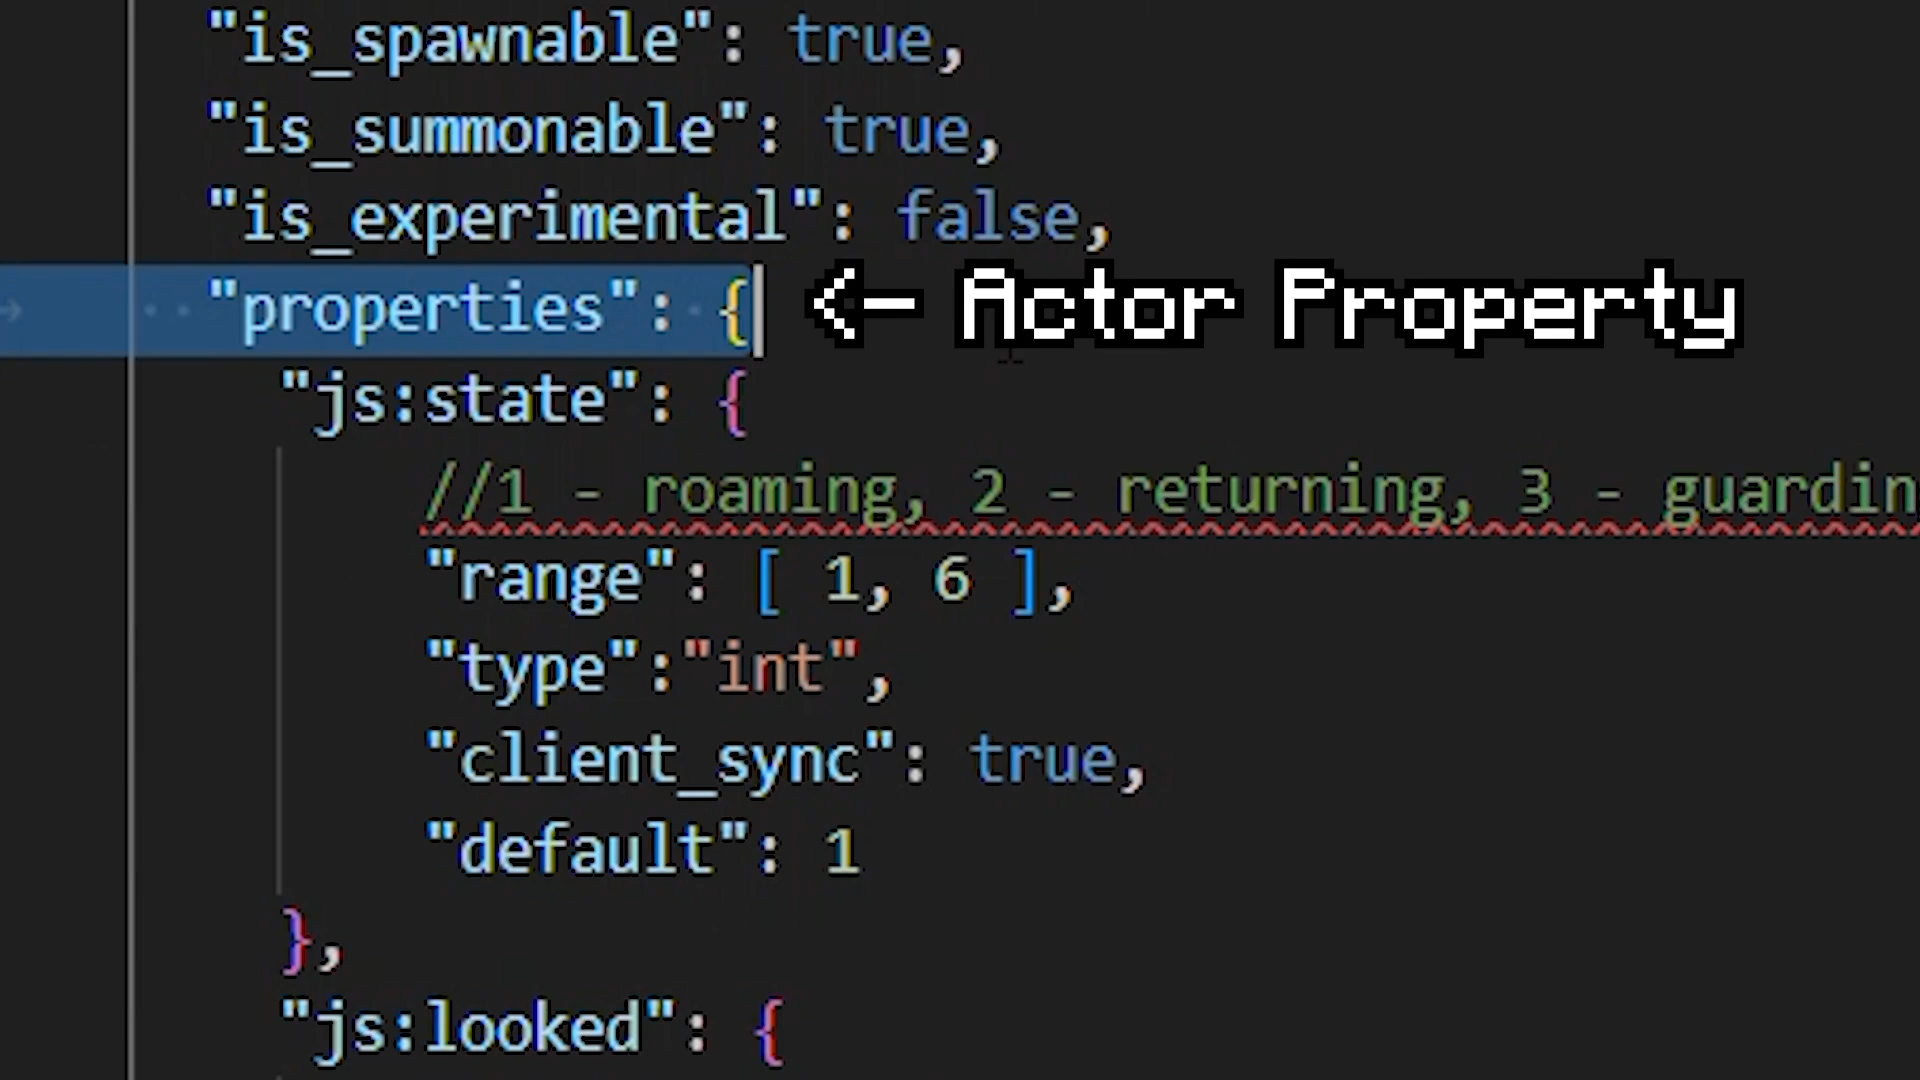 "is_spawnable": true,
"is_summonable": true,
"is_experimental": false,
"properties": { <- Actor Property
"js:state": {
//1 - roaming, 2 - returning, 3 - guardin
"range": [ 1, 6 ],
"type":"int",
"client_sync": true,
"default": 1
},
"js:looked": {